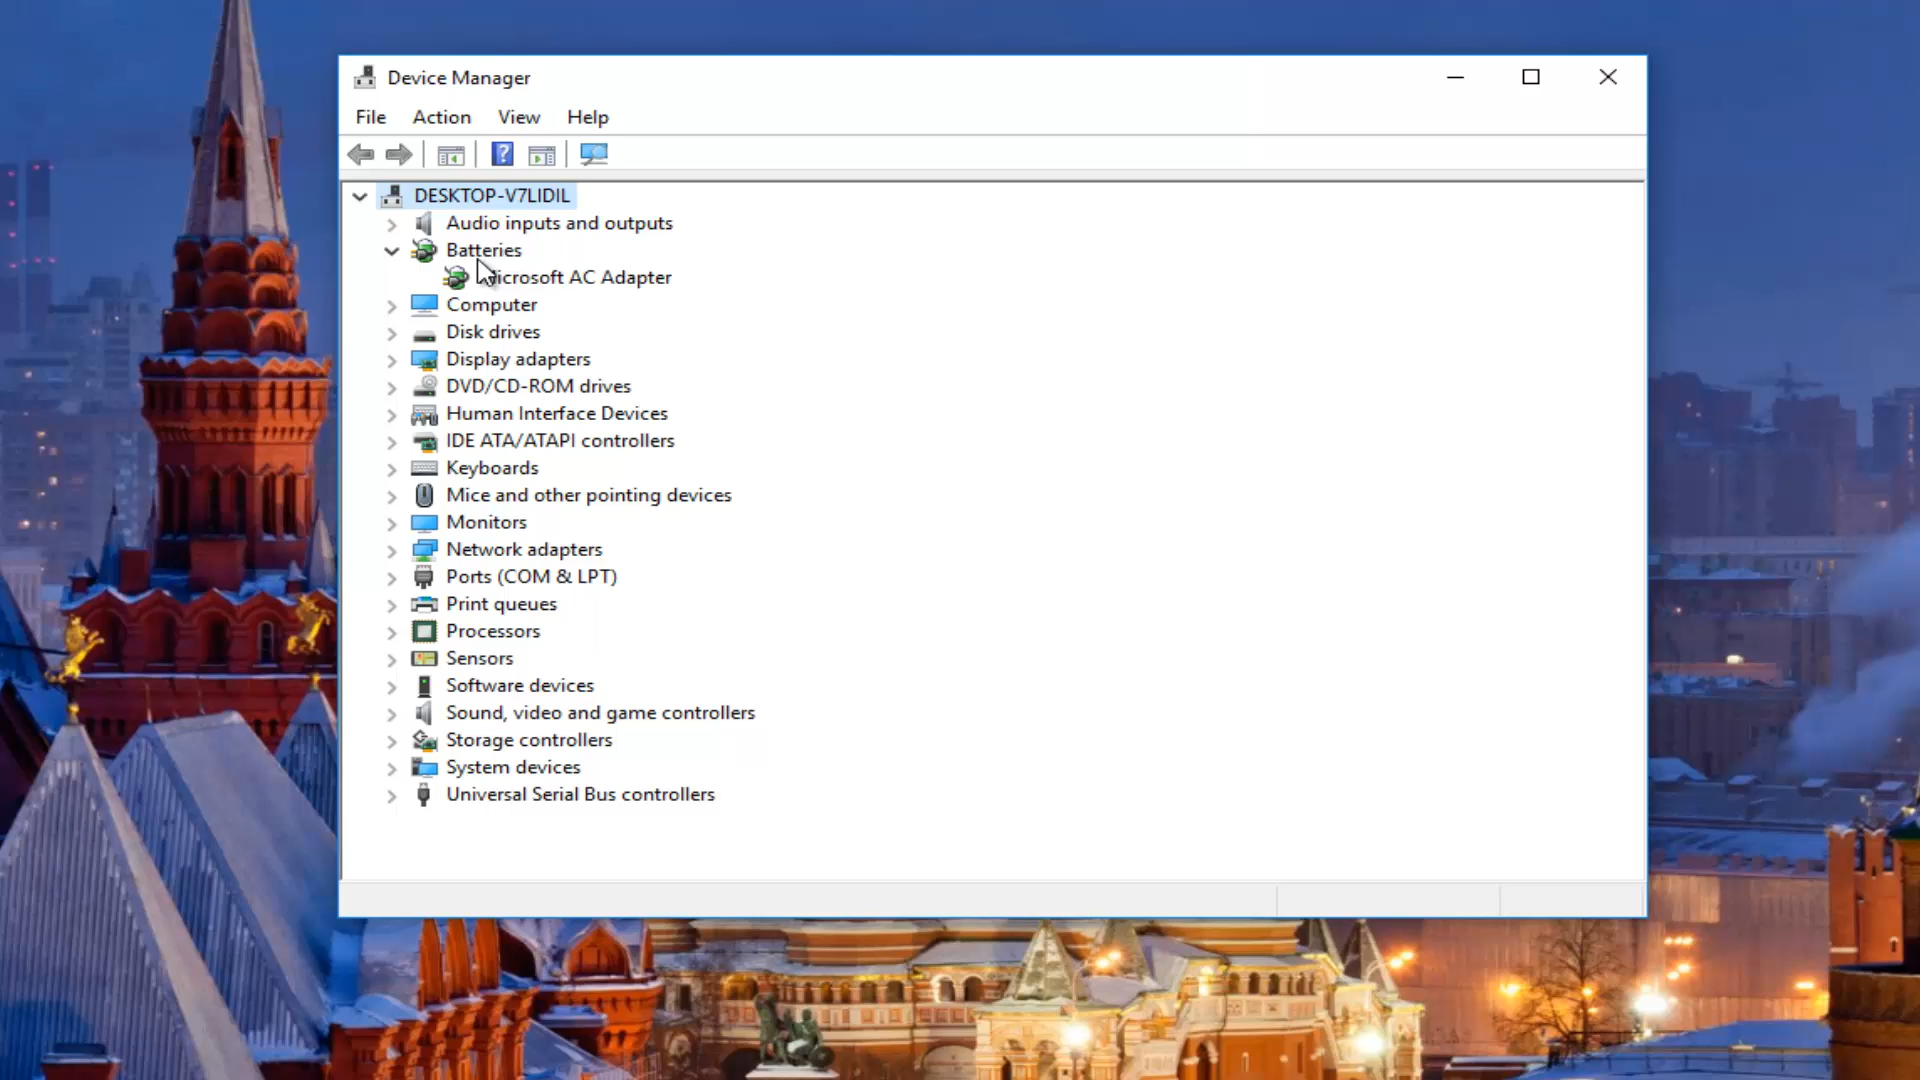 Device Manager
File Action View Help
DESKTOP-V7LIDIL
Audio inputs and outputs
Batteries
icrosoft AC Adapter
Computer
Disk drives
Display adapters
DVD/CD-ROM drives
Human Interface Devices
IDE ATA/ATAPI controllers
Keyboards
Mice and other pointing devices
Monitors
Network adapters
Ports (COM & LPT)
Print queues
Processors
Sensors
Software devices
Sound, video and game controllers
Storage controllers
System devices
Universal Serial Bus controllers